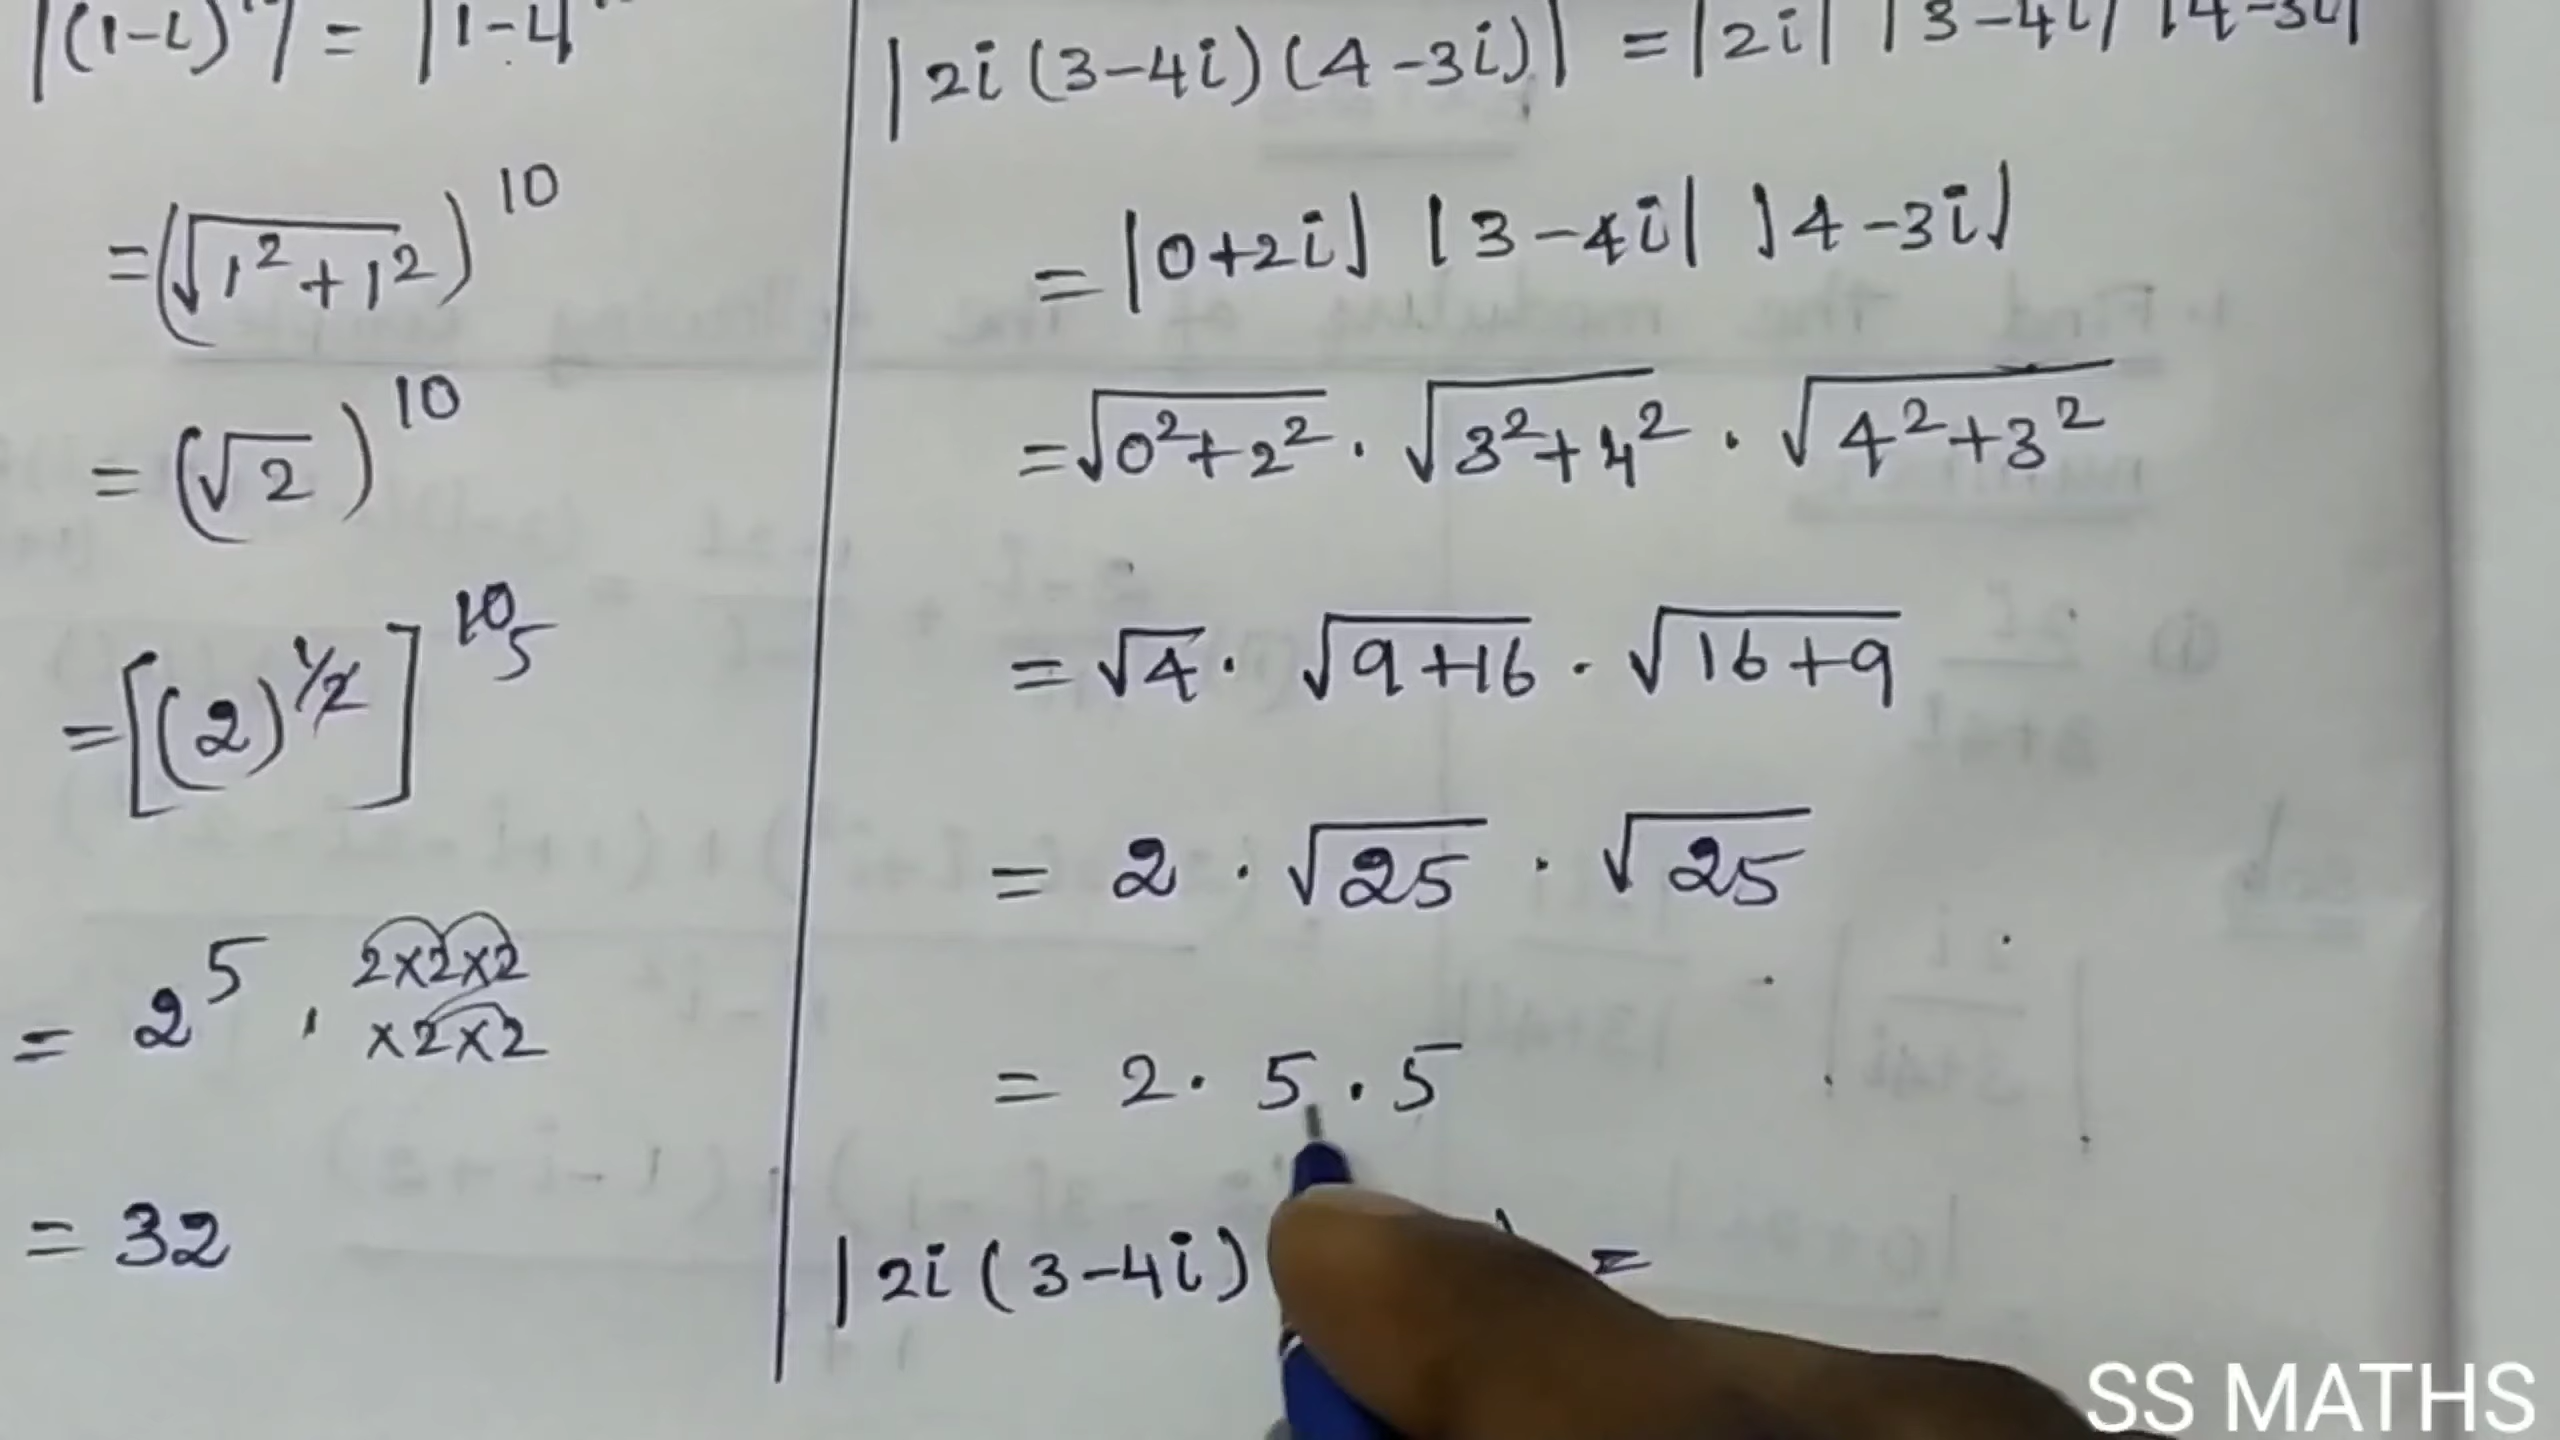 |(1-i)¹⁰| = |1-i|
= (√(1²+1²))¹⁰
= (√2)¹⁰
= [(2)^1/2]^10 5
= 2⁵ . 2×2×2
×2×2
= 32
|2i(3-4i)(4-3i)| = |2i| |3-4i| |4-3i|
= |0+2i| |3-4i| |4-3i|
= √(0²+2²) . √(3²+4²) . √(4²+3²)
= √4 . √(9+16) . √(16+9)
= 2 . √25 . √25
= 2 . 5 . 5
|2i(3-4i) =
SS MATHS